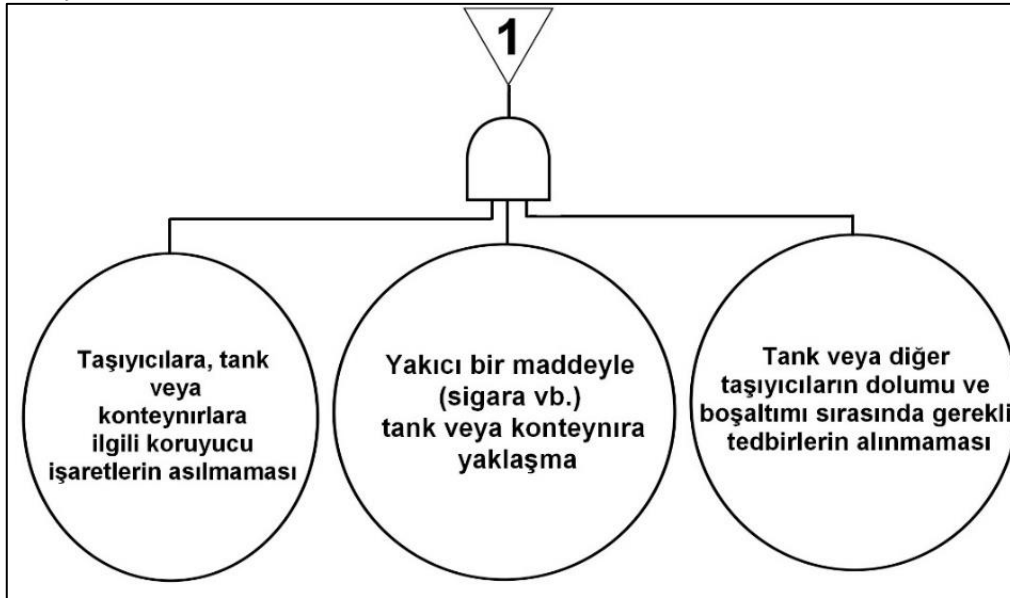 1
Taşıyıcılara, tank
veya
konteynırlara
ilgili koruyucu
işaretlerin asılmaması
Yakıcı bir maddeyle
(sigara vb.)
tank veya konteynıra
yaklaşma
Tank veya diğer
taşıyıcıların dolumu ve
boşaltımı sırasında gerekli
tedbirlerin alınmaması